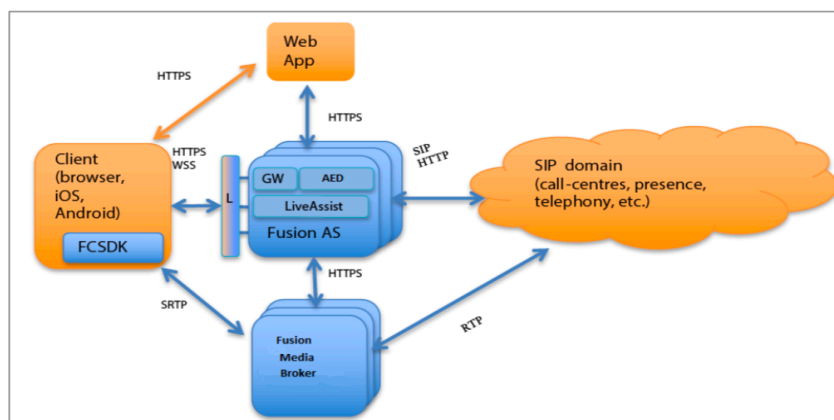 Web
App
HTTPS
HTTPS
HTTPS
WSS
Client
(browser,
iOS,
Android)
FCSDK
L
GW
AED
LiveAssist
Fusion AS
SIP
HTTP
SIP domain
(call-centres, presence,
telephony, etc.)
HTTPS
SRTP
RTP
Fusion
Media
Broker